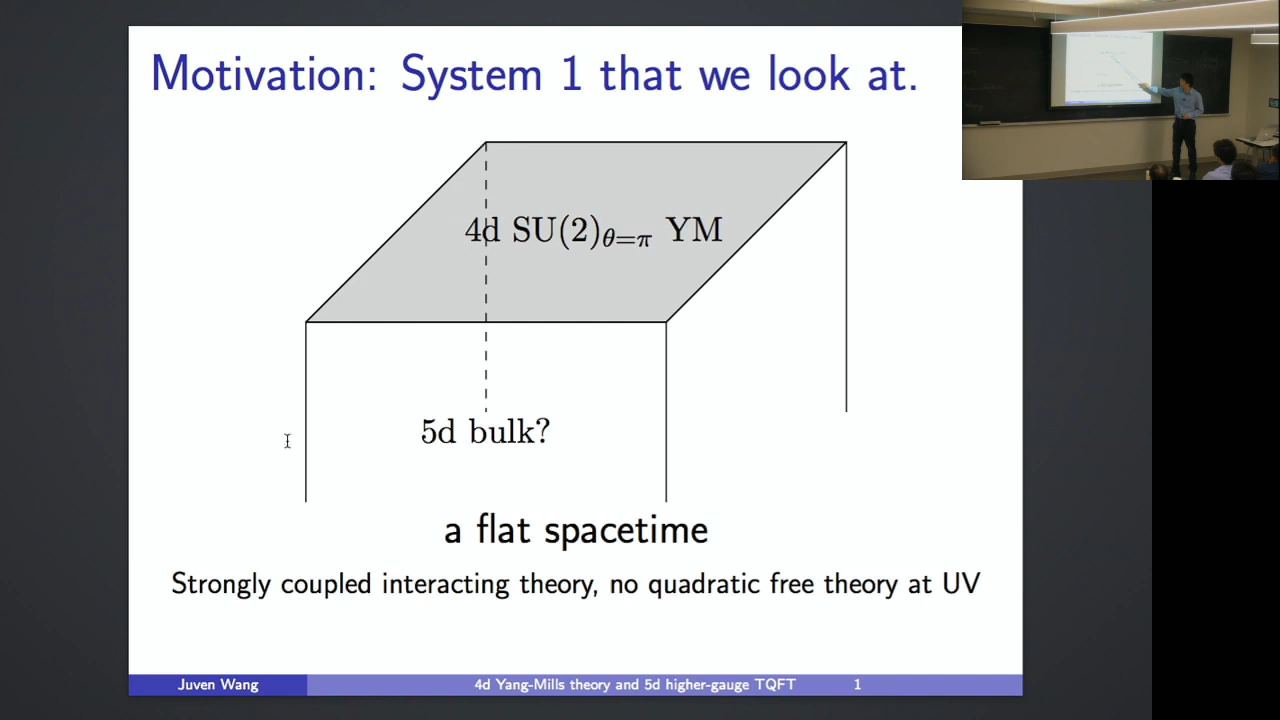 Motivation: System 1 that we look at.
4d SU(2)θ=π YM
5d bulk?
a flat spacetime
Strongly coupled interacting theory, no quadratic free theory at UV
Juven Wang
4d Yang-Mills theory and 5d higher-gauge TQFT
1